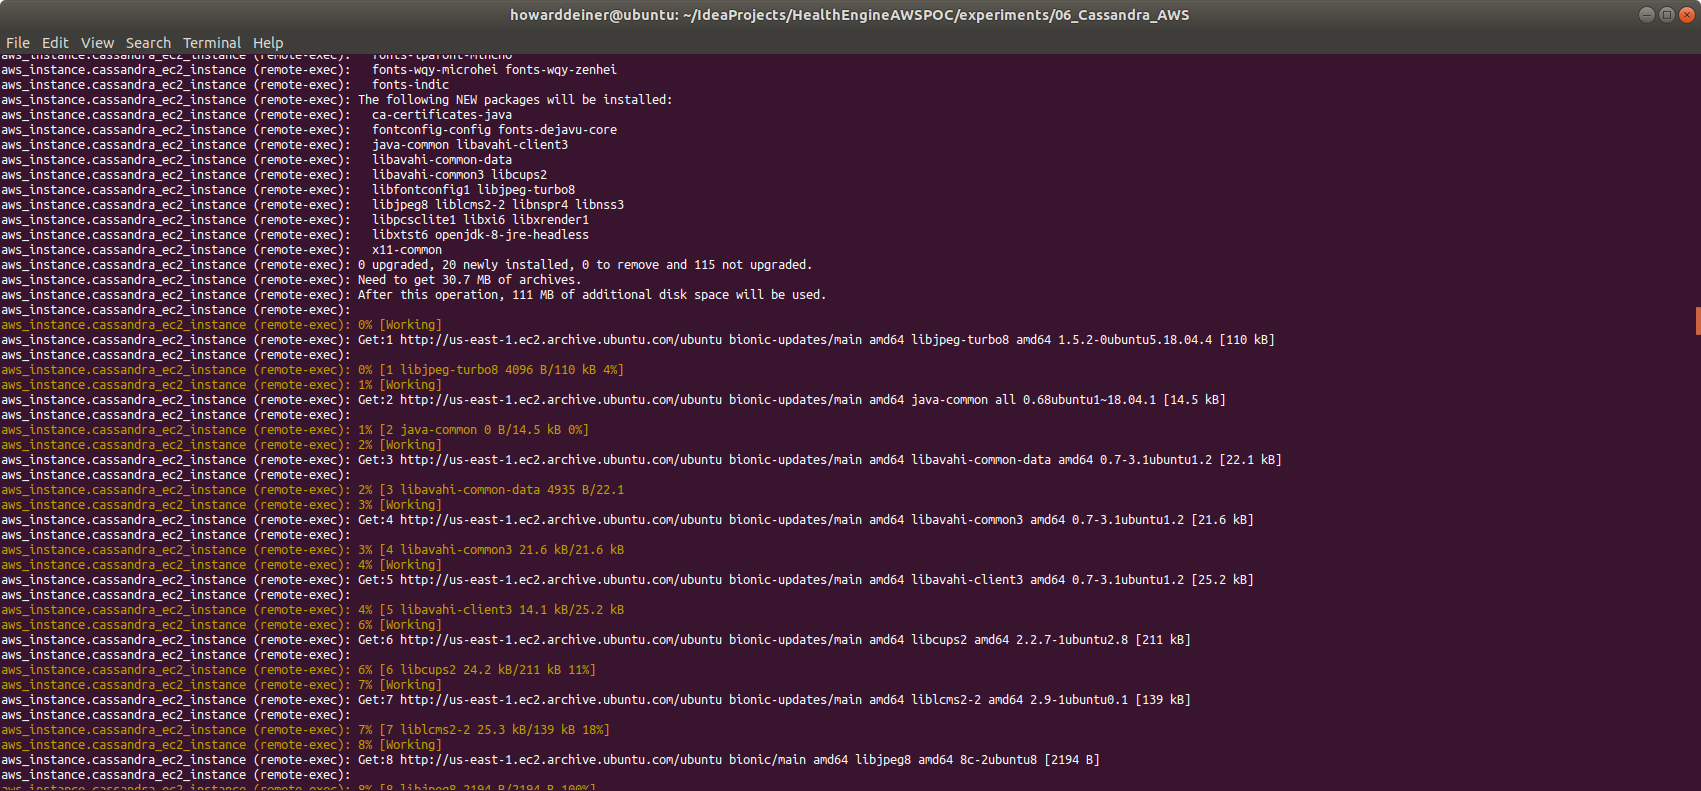 howarddeiner@ubuntu: ~/IdeaProjects/HealthEngineAWSPOC/experiments/06_Cassandra_AWS
File Edit View Search Terminal Help
aws_instance.cassandra_ec2_instance (remote-exec):   fonts-ipafont-mincho
aws_instance.cassandra_ec2_instance (remote-exec):   fonts-wqy-microhei fonts-wqy-zenhei
aws_instance.cassandra_ec2_instance (remote-exec):   fonts-indic
aws_instance.cassandra_ec2_instance (remote-exec): The following NEW packages will be installed:
aws_instance.cassandra_ec2_instance (remote-exec):   ca-certificates-java
aws_instance.cassandra_ec2_instance (remote-exec):   fontconfig-config fonts-dejavu-core
aws_instance.cassandra_ec2_instance (remote-exec):   java-common libavahi-client3
aws_instance.cassandra_ec2_instance (remote-exec):   libavahi-common-data
aws_instance.cassandra_ec2_instance (remote-exec):   libavahi-common3 libcups2
aws_instance.cassandra_ec2_instance (remote-exec):   libfontconfig1 libjpeg-turbo8
aws_instance.cassandra_ec2_instance (remote-exec):   libjpeg8 liblcms2-2 libnspr4 libnss3
aws_instance.cassandra_ec2_instance (remote-exec):   libpcsclite1 libxi6 libxrender1
aws_instance.cassandra_ec2_instance (remote-exec):   libxtst6 openjdk-8-jre-headless
aws_instance.cassandra_ec2_instance (remote-exec):   x11-common
aws_instance.cassandra_ec2_instance (remote-exec): 0 upgraded, 20 newly installed, 0 to remove and 115 not upgraded.
aws_instance.cassandra_ec2_instance (remote-exec): Need to get 30.7 MB of archives.
aws_instance.cassandra_ec2_instance (remote-exec): After this operation, 111 MB of additional disk space will be used.
aws_instance.cassandra_ec2_instance (remote-exec):
aws_instance.cassandra_ec2_instance (remote-exec): 0% [Working]
aws_instance.cassandra_ec2_instance (remote-exec): Get:1 http://us-east-1.ec2.archive.ubuntu.com/ubuntu bionic-updates/main amd64 libjpeg-turbo8 amd64 1.5.2-0ubuntu5.18.04.4 [110 kB]
aws_instance.cassandra_ec2_instance (remote-exec):
aws_instance.cassandra_ec2_instance (remote-exec): 0% [1 libjpeg-turbo8 4096 B/110 kB 4%]
aws_instance.cassandra_ec2_instance (remote-exec): 1% [Working]
aws_instance.cassandra_ec2_instance (remote-exec): Get:2 http://us-east-1.ec2.archive.ubuntu.com/ubuntu bionic-updates/main amd64 java-common all 0.68ubuntu1~18.04.1 [14.5 kB]
aws_instance.cassandra_ec2_instance (remote-exec):
aws_instance.cassandra_ec2_instance (remote-exec): 1% [2 java-common 0 B/14.5 kB 0%]
aws_instance.cassandra_ec2_instance (remote-exec): 2% [Working]
aws_instance.cassandra_ec2_instance (remote-exec): Get:3 http://us-east-1.ec2.archive.ubuntu.com/ubuntu bionic-updates/main amd64 libavahi-common-data amd64 0.7-3.1ubuntu1.2 [22.1 kB]
aws_instance.cassandra_ec2_instance (remote-exec):
aws_instance.cassandra_ec2_instance (remote-exec): 2% [3 libavahi-common-data 4935 B/22.1
aws_instance.cassandra_ec2_instance (remote-exec): 3% [Working]
aws_instance.cassandra_ec2_instance (remote-exec): Get:4 http://us-east-1.ec2.archive.ubuntu.com/ubuntu bionic-updates/main amd64 libavahi-common3 amd64 0.7-3.1ubuntu1.2 [21.6 kB]
aws_instance.cassandra_ec2_instance (remote-exec):
aws_instance.cassandra_ec2_instance (remote-exec): 3% [4 libavahi-common3 21.6 kB/21.6 kB
aws_instance.cassandra_ec2_instance (remote-exec): 4% [Working]
aws_instance.cassandra_ec2_instance (remote-exec): Get:5 http://us-east-1.ec2.archive.ubuntu.com/ubuntu bionic-updates/main amd64 libavahi-client3 amd64 0.7-3.1ubuntu1.2 [25.2 kB]
aws_instance.cassandra_ec2_instance (remote-exec):
aws_instance.cassandra_ec2_instance (remote-exec): 4% [5 libavahi-client3 14.1 kB/25.2 kB
aws_instance.cassandra_ec2_instance (remote-exec): 6% [Working]
aws_instance.cassandra_ec2_instance (remote-exec): Get:6 http://us-east-1.ec2.archive.ubuntu.com/ubuntu bionic-updates/main amd64 libcups2 amd64 2.2.7-1ubuntu2.8 [211 kB]
aws_instance.cassandra_ec2_instance (remote-exec):
aws_instance.cassandra_ec2_instance (remote-exec): 6% [6 libcups2 24.2 kB/211 kB 11%]
aws_instance.cassandra_ec2_instance (remote-exec): 7% [Working]
aws_instance.cassandra_ec2_instance (remote-exec): Get:7 http://us-east-1.ec2.archive.ubuntu.com/ubuntu bionic-updates/main amd64 liblcms2-2 amd64 2.9-1ubuntu0.1 [139 kB]
aws_instance.cassandra_ec2_instance (remote-exec):
aws_instance.cassandra_ec2_instance (remote-exec): 7% [7 liblcms2-2 25.3 kB/139 kB 18%]
aws_instance.cassandra_ec2_instance (remote-exec): 8% [Working]
aws_instance.cassandra_ec2_instance (remote-exec): Get:8 http://us-east-1.ec2.archive.ubuntu.com/ubuntu bionic/main amd64 libjpeg8 amd64 8c-2ubuntu8 [2194 B]
aws_instance.cassandra_ec2_instance (remote-exec):
aws_instance.cassandra_ec2_instance (remote-exec): 8% [8 libjpeg8 2194 B/2194 B 100%]